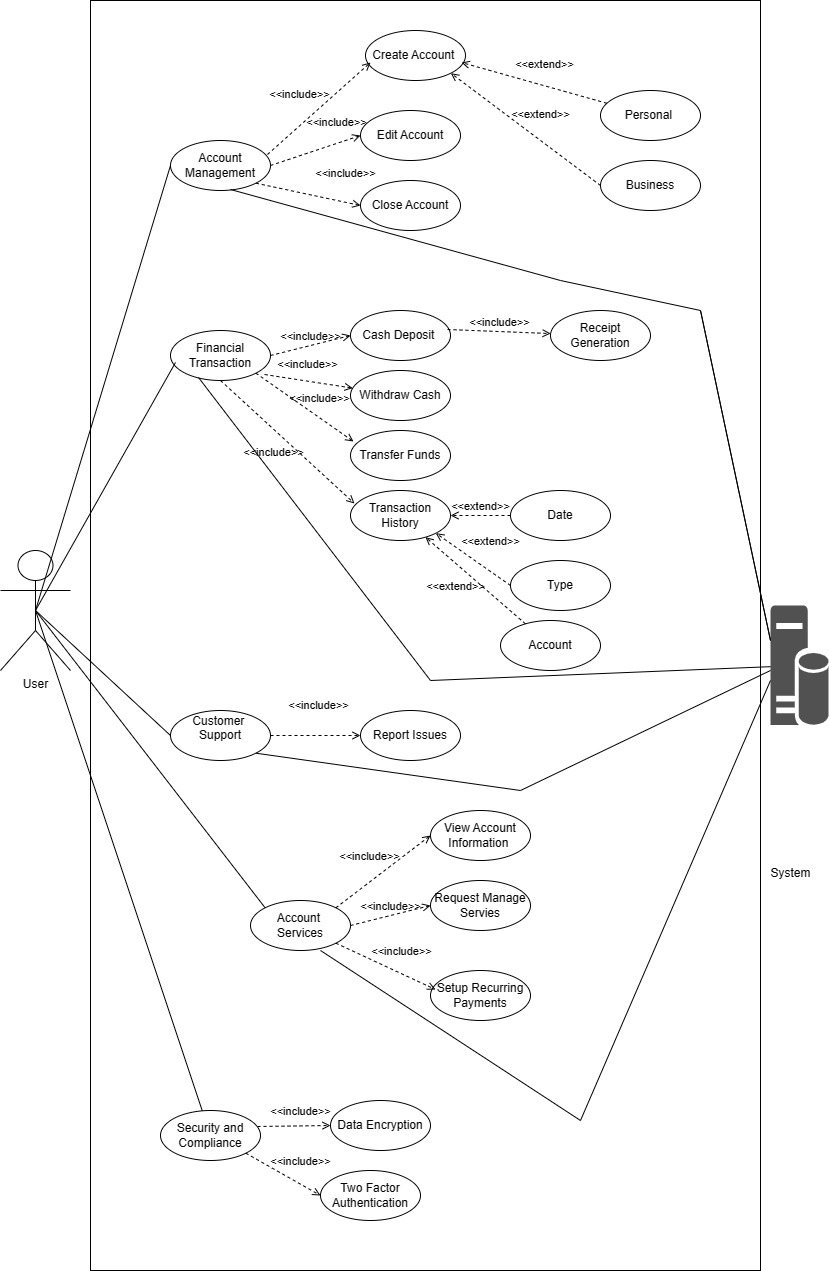 Create Account
<<extend>>
<<include>>
Personal
<<extend>>
<<include>>
Edit Account
Account
Management
<<include>>
Business
Close Account
<<include>>
Receipt
Generation
<<include>>
Cash Deposit
Financial
Transaction
<<include>>
Withdraw Cash
<<include>>
Transfer Funds
<<include>>
Transaction
History
<<extend>>
Date
<<extend>>
Type
<<extend>>
Account
User
<<include>>
Customer
Support
Report Issues
View Account
Information
<<include>>
System
Request Manage
Servies
<<include>>
Account
Services
<<include>>
Setup Recurring
Payments
<<include>>
Data Encryption
Security and
Compliance
<<include>>
Two Factor
Authentication